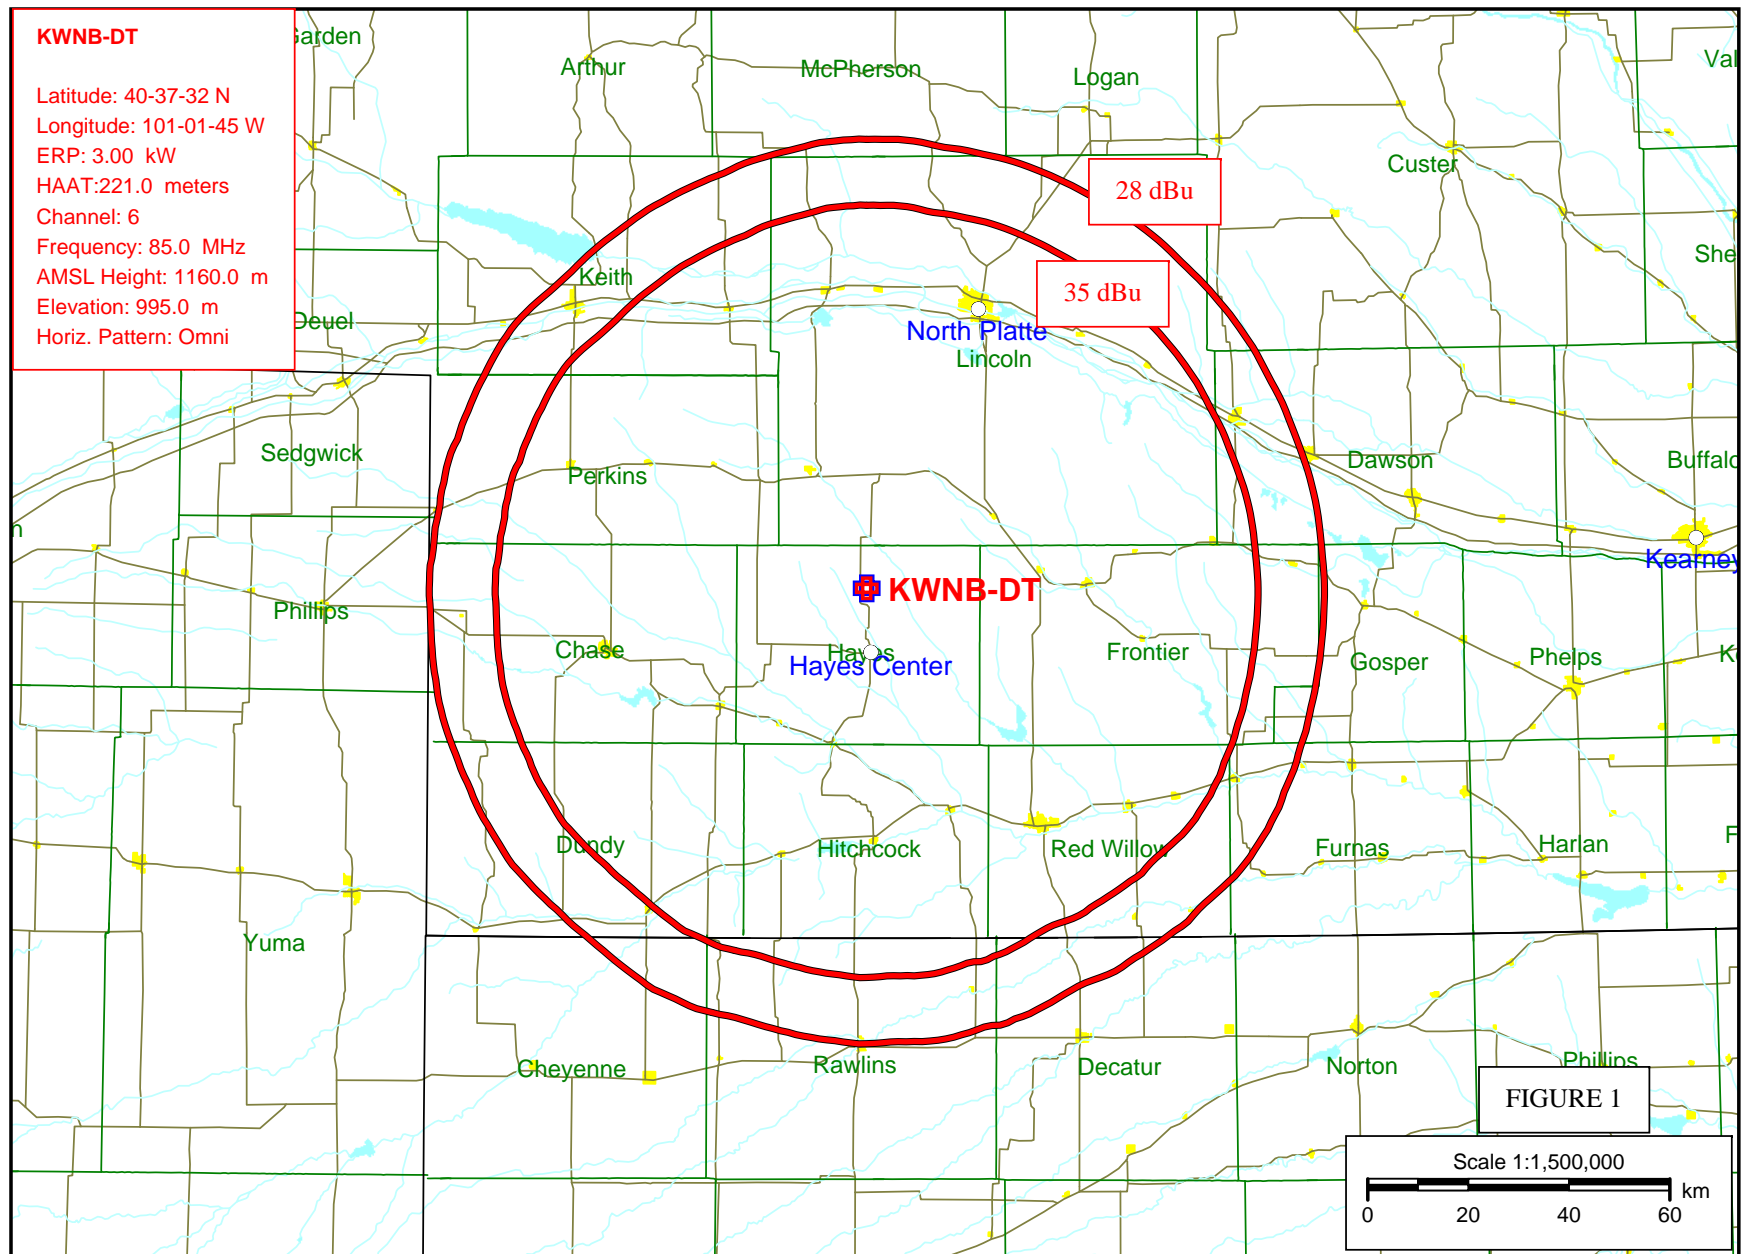 KWNB-DT
Latitude: 40-37-32 N
Longitude: 101-01-45 W
ERP: 3.00 kW
HAAT:221.0 meters
Channel: 6
Frequency: 85.0 MHz
AMSL Height: 1160.0 m
Elevation: 995.0 m
Horiz. Pattern: Omni
Garden
Arthur
McPherson
Logan
Val
Custer
28 dBu
She
Keith
35 dBu
Deuel
North Platte
Lincoln
Sedgwick
Perkins
Dawson
Buffalo
n
Kearney
KWNB-DT
Phillips
Chase
Hayes
Hayes Center
Frontier
Gosper
Phelps
K
Dundy
Hitchcock
Red Willow
Furnas
Harlan
F
Yuma
Cheyenne
Rawlins
Decatur
Norton
Phillips
FIGURE 1
Scale 1:1,500,000
km
0 20 40 60